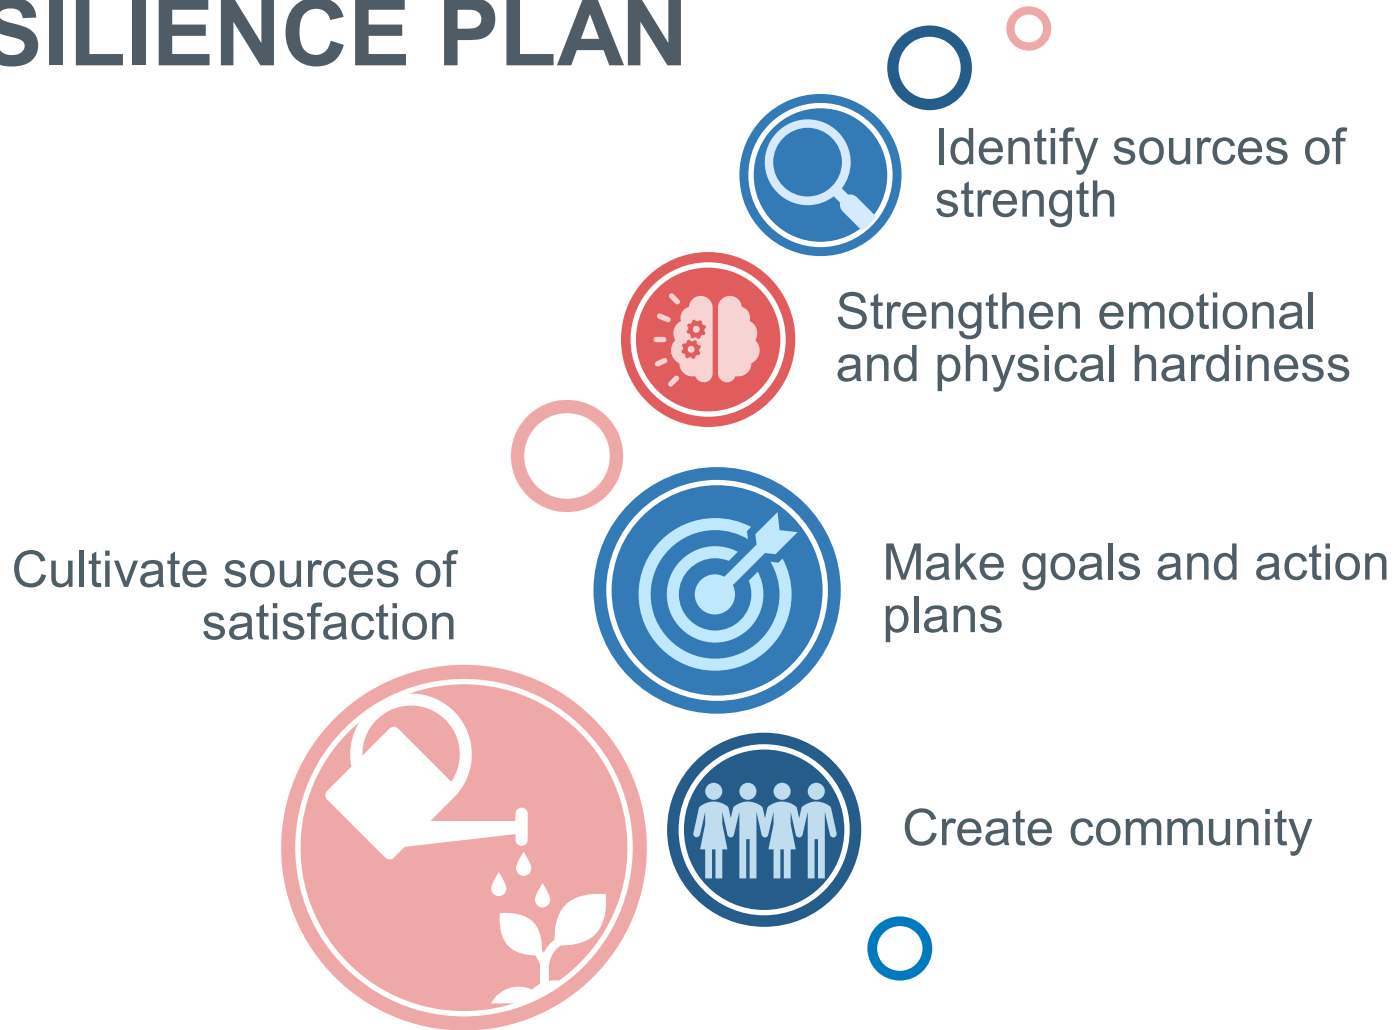 SILIENCE PLAN
Identify sources of
strength
Strengthen emotional
and physical hardiness
Cultivate sources of
satisfaction
Make goals and action
plans
Create community